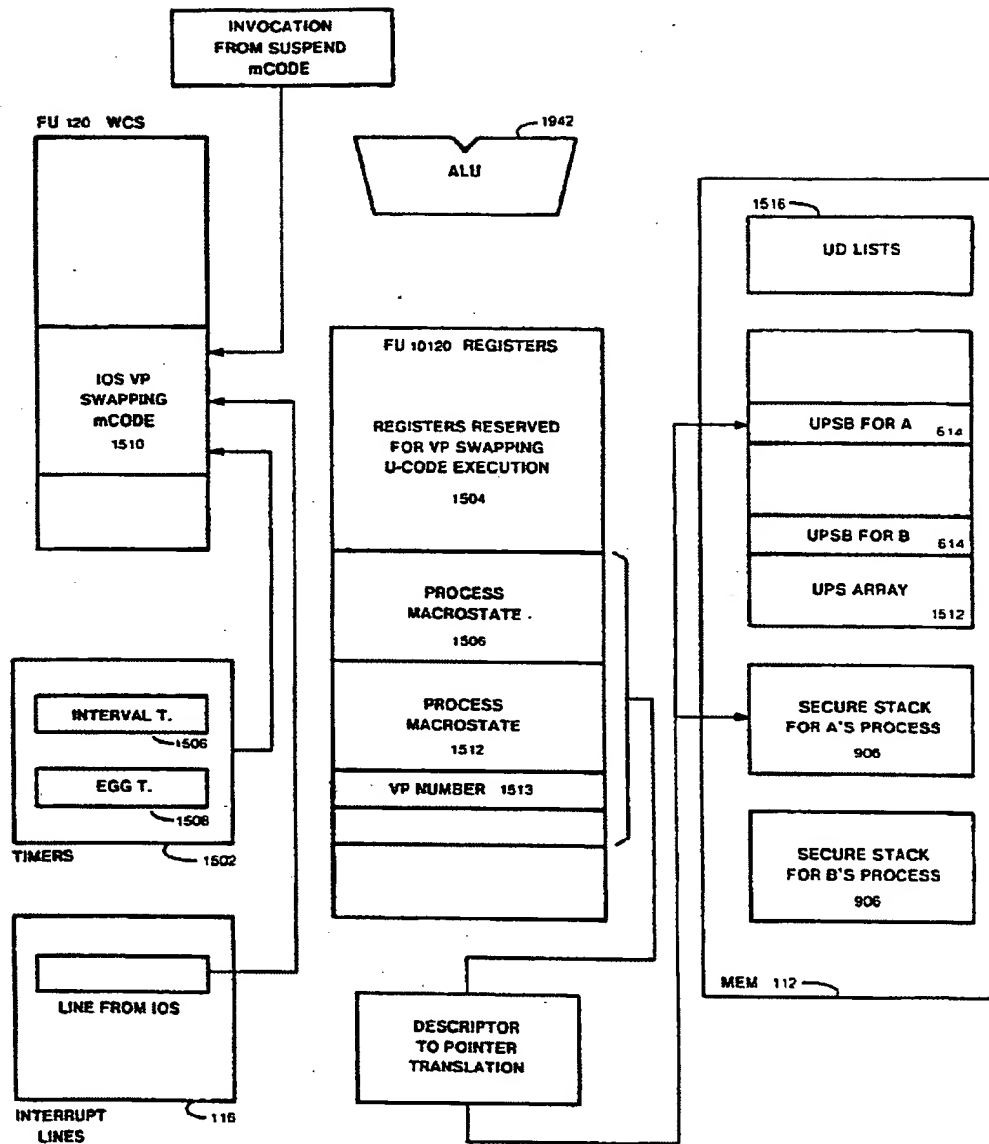 INVOCATION
FROM SUSPEND
mCODE
FU 120 WCS
IOS VP
SWAPPING
mCODE
1510
1942
ALU
FU 10120 REGISTERS
REGISTERS RESERVED
FOR VP SWAPPING
U-CODE EXECUTION
1504
PROCESS
MACROSTATE
1506
PROCESS
MACROSTATE
1512
VP NUMBER 1513
INTERVAL T.
1506
EGG T.
1508
TIMERS
1502
LINE FROM IOS
INTERRUPT
LINES
116
DESCRIPTOR
TO POINTER
TRANSLATION
1516
UD LISTS
UPSB FOR A 614
UPSB FOR B 614
UPS ARRAY
1512
SECURE STACK
FOR A'S PROCESS
906
SECURE STACK
FOR B'S PROCESS
906
MEM 112